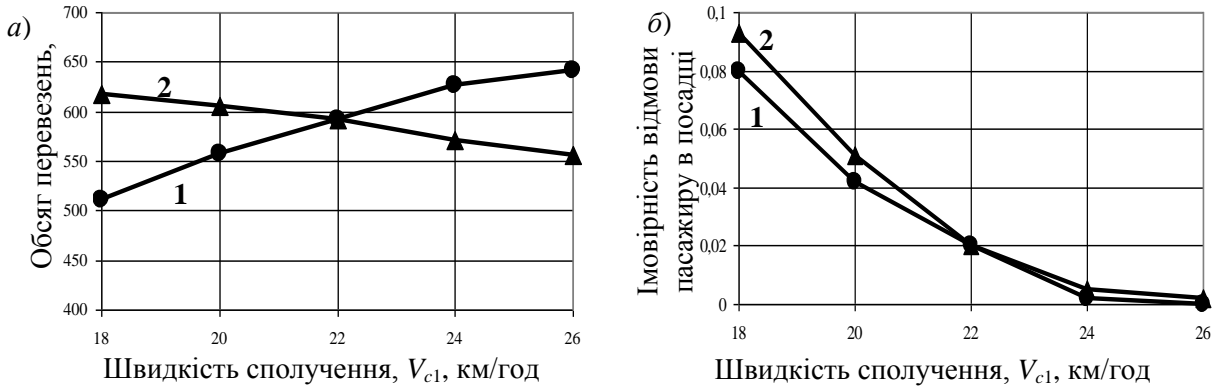 а)
Обсяг перевезень,
700
650
600
550
500
450
400
2
1
18 20 22 24 26
Швидкість сполучення, Vc1, км/год
б)
Імовірність відмови
пасажиру в посадці
0,1
0,08
0,06
0,04
0,02
0
2
1
18 20 22 24 26
Швидкість сполучення, Vc1, км/год